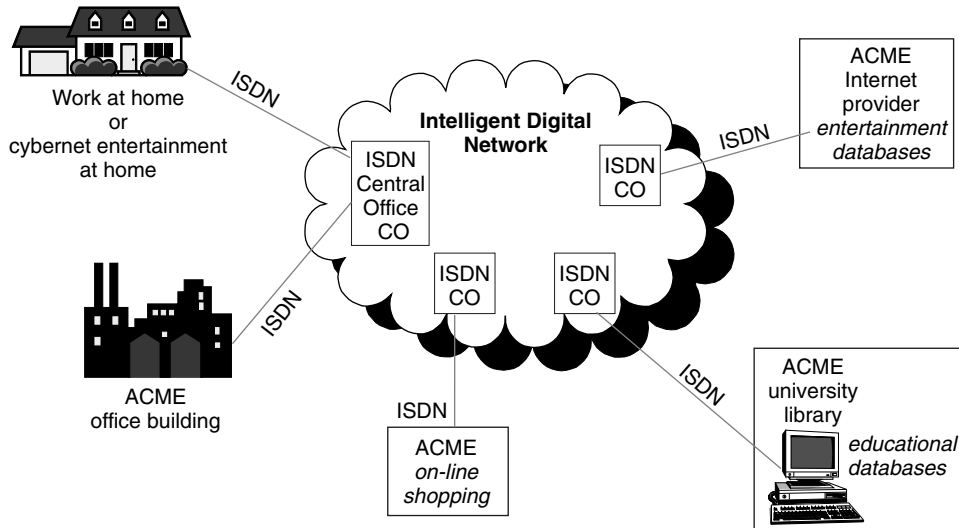 Work at home
or
cybernet entertainment
at home
ISDN
Intelligent Digital
Network
ISDN
Central
Office
CO
ISDN
CO
ISDN
ACME
Internet
provider
entertainment
databases
ISDN
ACME
office building
ISDN
CO
ISDN
CO
ISDN
ACME
on-line
shopping
ISDN
ACME
university
library
educational
databases